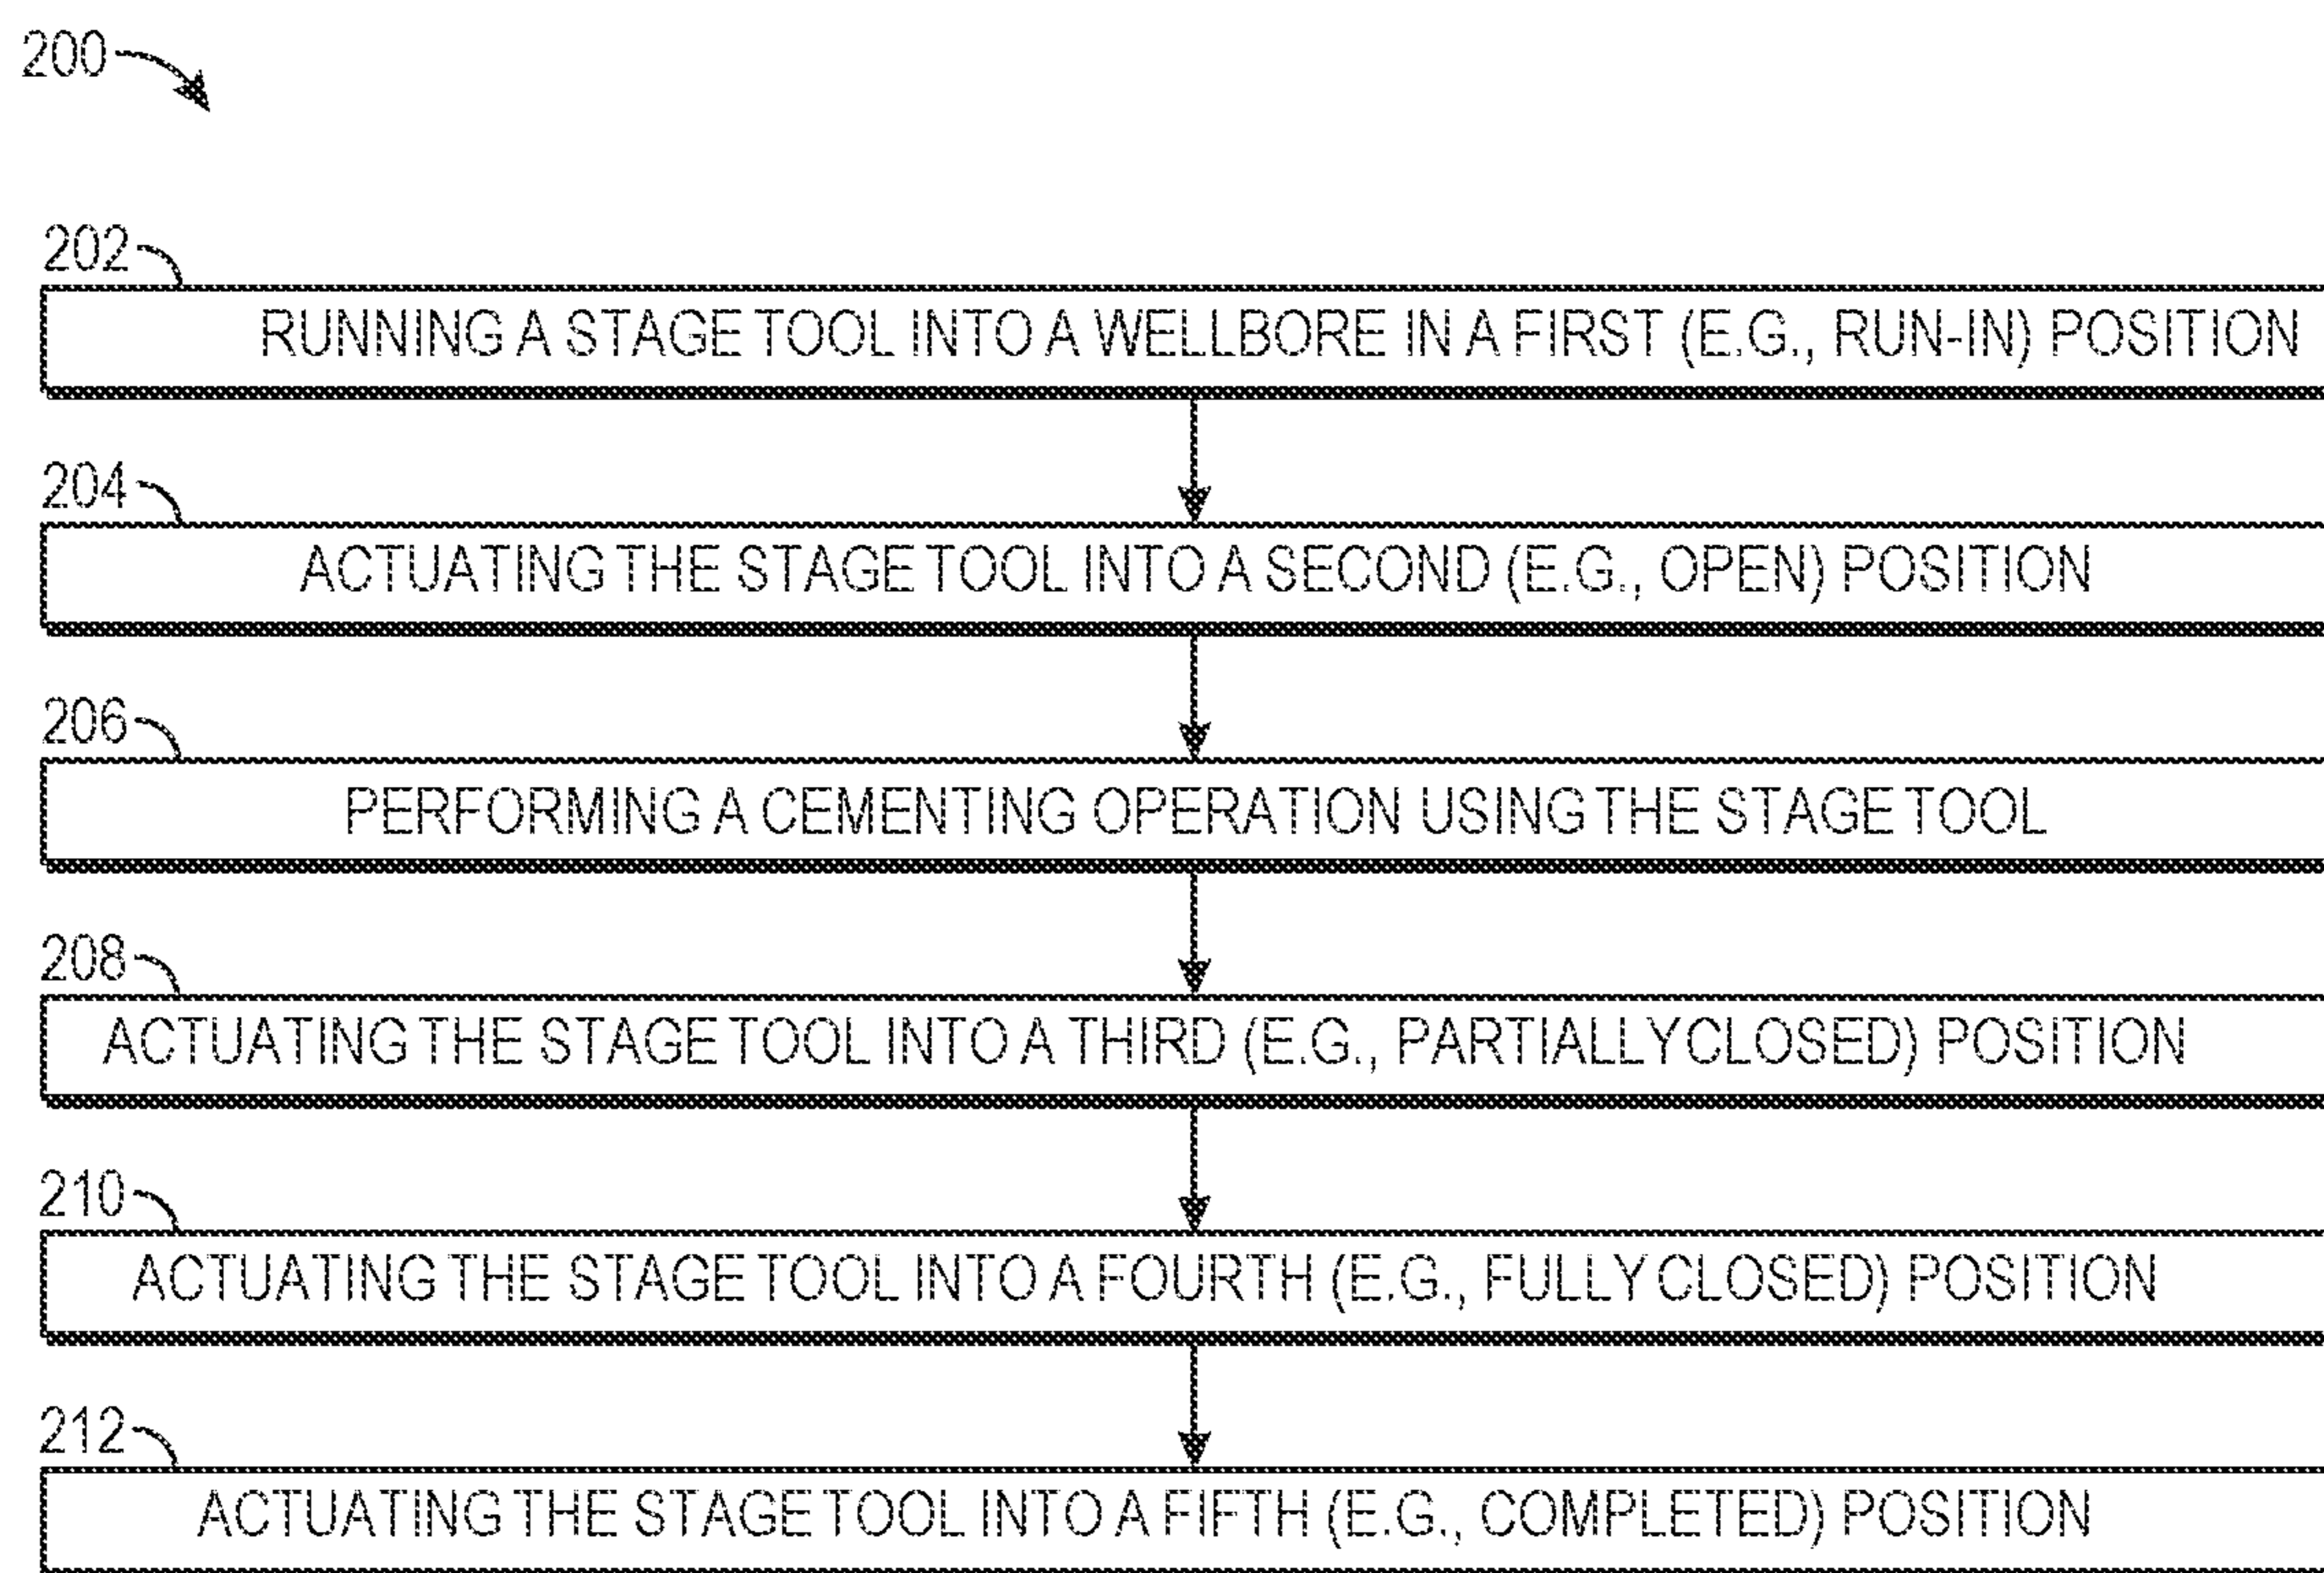 200
202
RUNNING A STAGE TOOL INTO A WELLBORE IN A FIRST (E.G., RUN-IN) POSITION
204
ACTUATING THE STAGE TOOL INTO A SECOND (E.G., OPEN) POSITION
206
PERFORMING A CEMENTING OPERATION USING THE STAGE TOOL
208
ACTUATING THE STAGE TOOL INTO A THIRD (E.G., PARTIALLY CLOSED) POSITION
210
ACTUATING THE STAGE TOOL INTO A FOURTH (E.G., FULLY CLOSED) POSITION
212
ACTUATING THE STAGE TOOL INTO A FIFTH (E.G., COMPLETED) POSITION